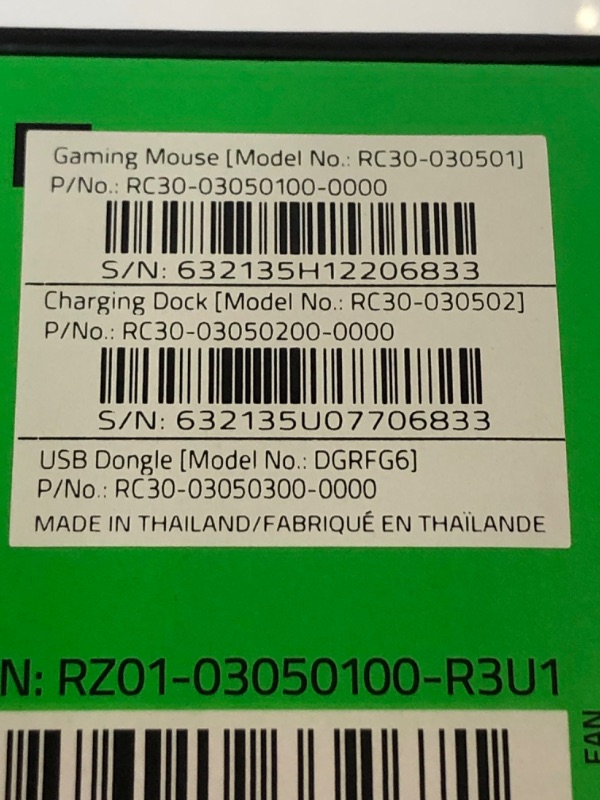 Gaming Mouse [Model No.: RC30-030501]
P/No.: RC30-03050100-0000
S/N: 632135H12206833
Charging Dock [Model No.: RC30-030502]
P/No.: RC30-03050200-0000
S/N: 632135U07706833
USB Dongle [Model No.: DGRFG6]
P/No.: RC30-03050300-0000
MADE IN THAILAND/FABRIQUÉ EN THAÏLANDE
N: RZ01-03050100-R3U1
EAN